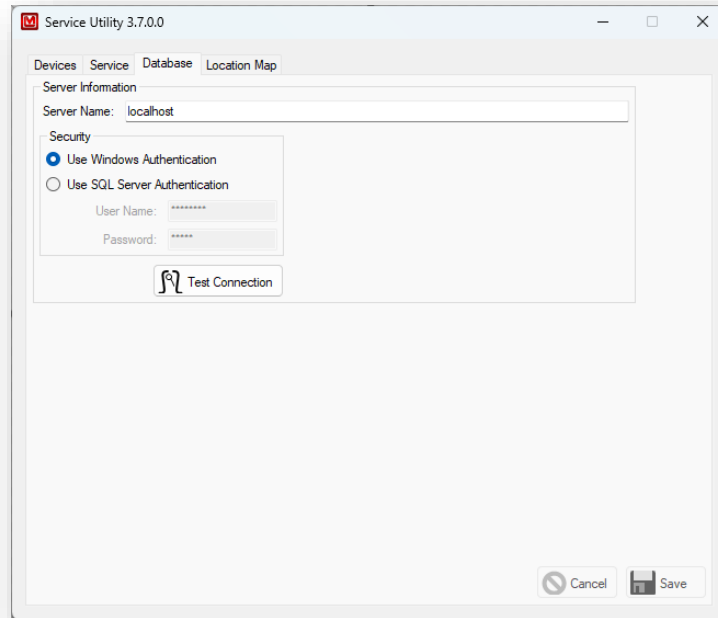 Service Utility 3.7.0.0
Devices Service Database Location Map
Server Information
Server Name: localhost
Security
Use Windows Authentication
Use SQL Server Authentication
User Name: ********
Password: *****
Test Connection
Cancel Save